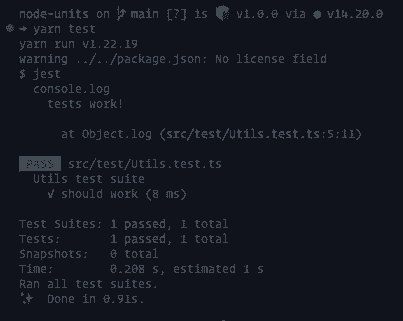 node-units on main [?] is v1.0.0 via v14.20.0
→ yarn test
yarn run v1.22.19
warning ../../package.json: No license field
$ jest
console.log
tests work!
at Object.log (src/test/Utils.test.ts:5:11)
PASS src/test/Utils.test.ts
Utils test suite
√ should work (8 ms)
Test Suites: 1 passed, 1 total
Tests: 1 passed, 1 total
Snapshots: 0 total
Time: 0.208 s, estimated 1 s
Ran all test suites.
Done in 0.91s.